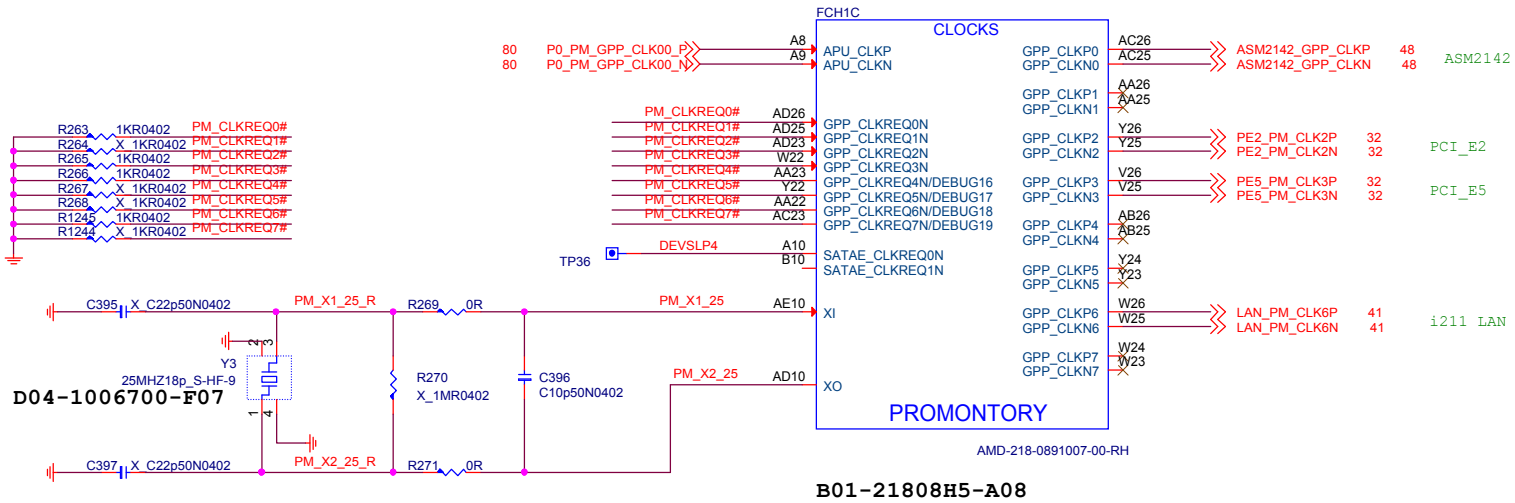 FCH1C
CLOCKS
80 P0_PM_GPP_CLK00_P A8 APU_CLKP
80 P0_PM_GPP_CLK00_N A9 APU_CLKN
GPP_CLKP0 AC26 ASM2142_GPP_CLKP 48
GPP_CLKN0 AC25 ASM2142_GPP_CLKN 48
ASM2142
GPP_CLKP1 AA26
GPP_CLKN1 AA25
GPP_CLKP2 Y26 PE2_PM_CLK2P 32
GPP_CLKN2 Y25 PE2_PM_CLK2N 32
PCI_E2
GPP_CLKP3 V26 PE5_PM_CLK3P 32
GPP_CLKN3 V25 PE5_PM_CLK3N 32
PCI_E5
GPP_CLKP4 AB26
GPP_CLKN4 AB25
GPP_CLKP5 Y24
GPP_CLKN5 Y23
GPP_CLKP6 W26 LAN_PM_CLK6P 41
GPP_CLKN6 W25 LAN_PM_CLK6N 41
i211 LAN
GPP_CLKP7 W24
GPP_CLKN7 W23
R263 1KR0402 PM_CLKREQ0#
R264 X_1KR0402 PM_CLKREQ1#
R265 1KR0402 PM_CLKREQ2#
R266 1KR0402 PM_CLKREQ3#
R267 X_1KR0402 PM_CLKREQ4#
R268 X_1KR0402 PM_CLKREQ5#
R1245 1KR0402 PM_CLKREQ6#
R1244 X_1KR0402 PM_CLKREQ7#
PM_CLKREQ0# AD26 GPP_CLKREQ0N
PM_CLKREQ1# AD25 GPP_CLKREQ1N
PM_CLKREQ2# AD23 GPP_CLKREQ2N
PM_CLKREQ3# W22 GPP_CLKREQ3N
PM_CLKREQ4# AA23 GPP_CLKREQ4N/DEBUG16
PM_CLKREQ5# Y22 GPP_CLKREQ5N/DEBUG17
PM_CLKREQ6# AA22 GPP_CLKREQ6N/DEBUG18
PM_CLKREQ7# AC23 GPP_CLKREQ7N/DEBUG19
TP36 DEVSLP4 A10 SATAE_CLKREQ0N
B10 SATAE_CLKREQ1N
C395 X_C22p50N0402 PM_X1_25_R R269 0R PM_X1_25 AE10 XI
2 3
Y3
25MHZ18p_S-HF-9
D04-1006700-F07
1 4
R270
X_1MR0402
C396
C10p50N0402
PM_X2_25 AD10 XO
C397 X_C22p50N0402 PM_X2_25_R R271 0R
PROMONTORY
AMD-218-0891007-00-RH
B01-21808H5-A08